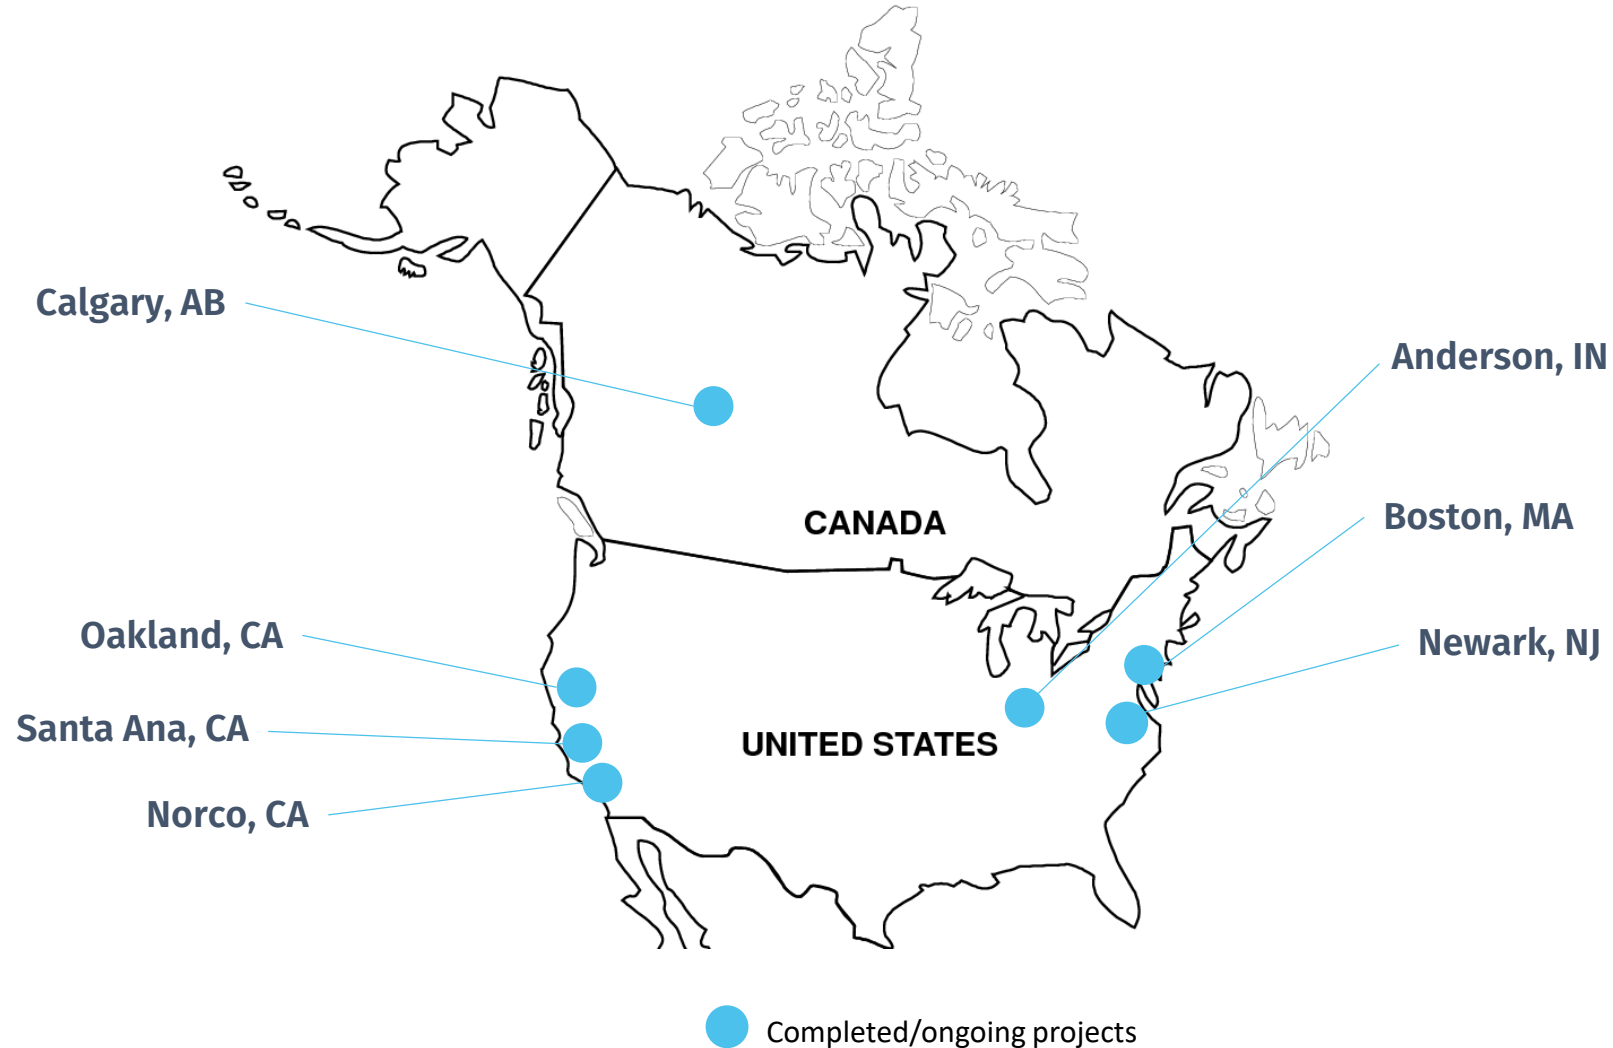 Calgary, AB
Anderson, IN
Boston, MA
CANADA
Oakland, CA
Newark, NJ
Santa Ana, CA
UNITED STATES
Norco, CA
Completed/ongoing projects